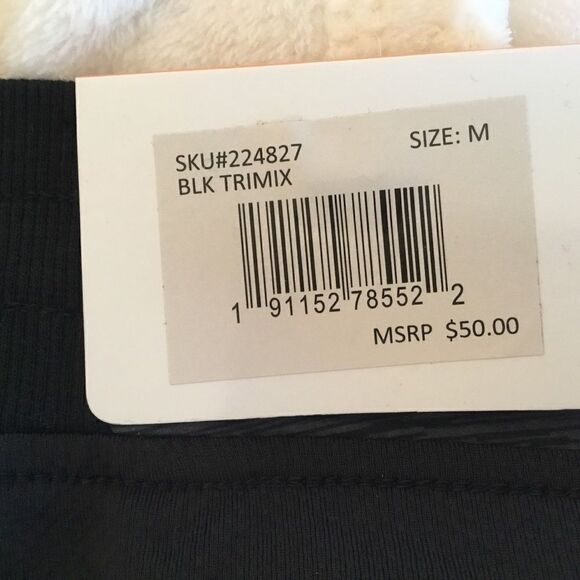 SKU#224827 SIZE: M
BLK TRIMIX
1 91152 78552 2
MSRP $50.00